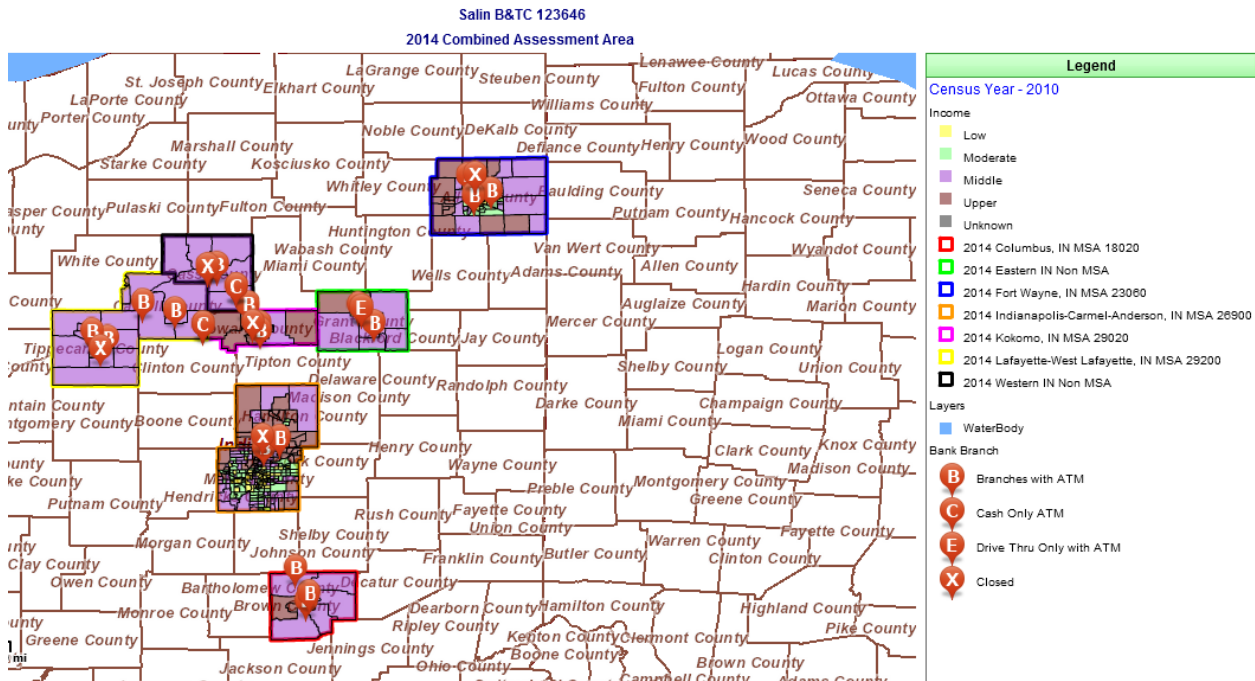 Salin B&TC 123646
2014 Combined Assessment Area
LaGrange County
Steuben County
Lenawee County
Lucas County
St. Joseph County
Elkhart County
Fulton County
Ottawa County
LaPorte County
Williams County
Porter County
Noble County
DeKalb County
Wood County
Marshall County
Defiance County
Henry County
Starke County
Kosciusko County
Whitley County
Seneca County
Pulaski County
Fulton County
Putnam County
Hancock County
Huntington County
Wabash County
Van Wert County
Wyandot County
White County
Miami County
Wells County
Adams County
Allen County
Hardin County
County
Auglaize County
Marion County
Mercer County
Blackford County
Jay County
Logan County
Clinton County
Tipton County
Shelby County
Union County
Delaware County
Randolph County
Madison County
Darke County
Champaign County
Boone County
Miami County
Henry County
Clark County
Knox County
Wayne County
Madison County
Putnam County
Preble County
Montgomery County
Greene County
Rush County
Fayette County
Union County
Fayette County
Shelby County
Warren County
Morgan County
Johnson County
Franklin County
Butler County
Clinton County
Clay County
Owen County
Decatur County
Bartholomew County
Monroe County
Brown County
Dearborn County
Hamilton County
Highland County
Ripley County
Pike County
Greene County
Kenton County
Clermont County
Jennings County
Boone County
Jackson County
Ohio County
Brown County
Campbell County
Adams County
mi
Legend
Census Year - 2010
Income
Low
Moderate
Middle
Upper
Unknown
2014 Columbus, IN MSA 18020
2014 Eastern IN Non MSA
2014 Fort Wayne, IN MSA 23060
2014 Indianapolis-Carmel-Anderson, IN MSA 26900
2014 Kokomo, IN MSA 29020
2014 Lafayette-West Lafayette, IN MSA 29200
2014 Western IN Non MSA
Layers
WaterBody
Bank Branch
B Branches with ATM
C Cash Only ATM
E Drive Thru Only with ATM
X Closed